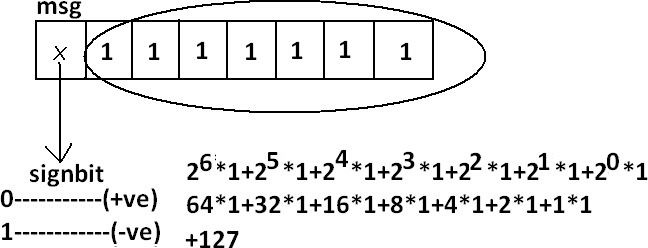 msg
x 1 1 1 1 1 1 1
signbit
0-----------(+ve)
1------------(-ve)
2^6*1+2^5*1+2^4*1+2^3*1+2^2*1+2^1*1+2^0*1
64*1+32*1+16*1+8*1+4*1+2*1+1*1
+127